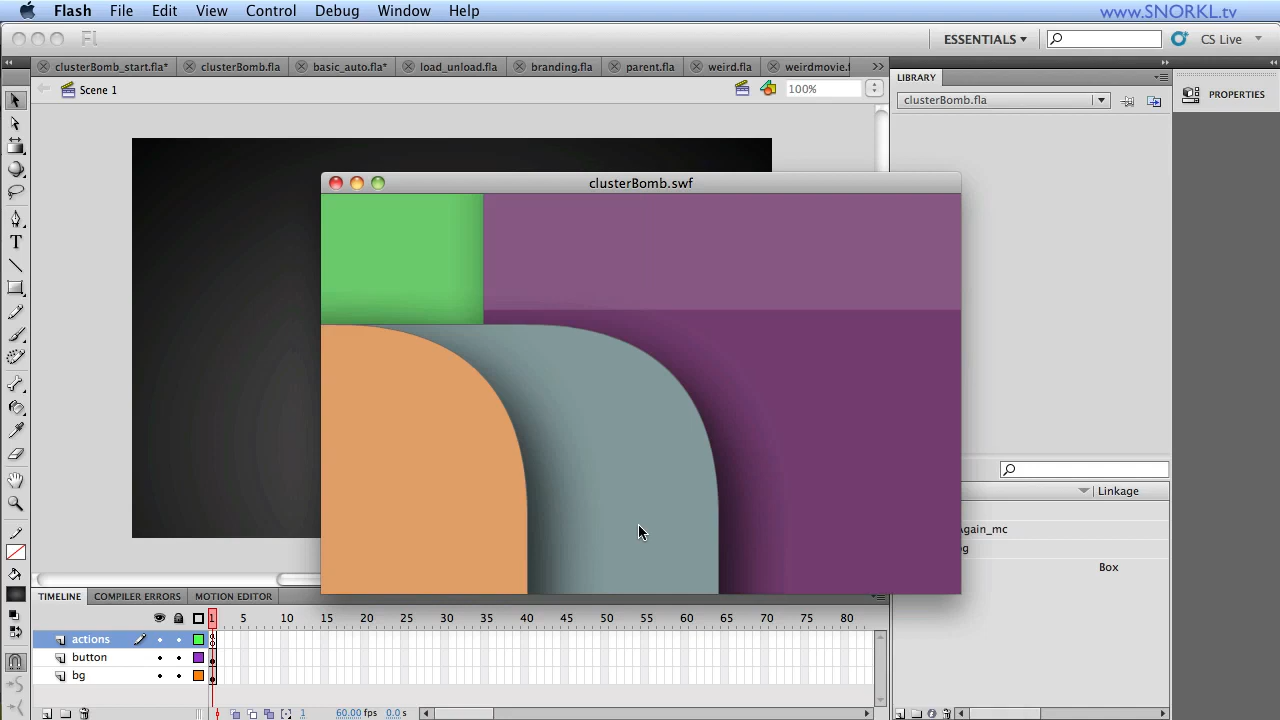 Flash File Edit View Control Debug Window Help www.SNORKL.tv
Fl ESSENTIALS CS Live
clusterBomb_start.fla* clusterBomb.fla basic_auto.fla* load_unload.fla branding.fla parent.fla weird.fla weirdmovie.f
LIBRARY
Scene 1 100%
PROPERTIES
clusterBomb.fla
clusterBomb.swf
Linkage
Again_mc
Box
TIMELINE COMPILER ERRORS MOTION EDITOR
1 5 10 15 20 25 30 35 40 45 50 55 60 65 70 75 80
actions
button
bg
1 60.00 fps 0.0 s